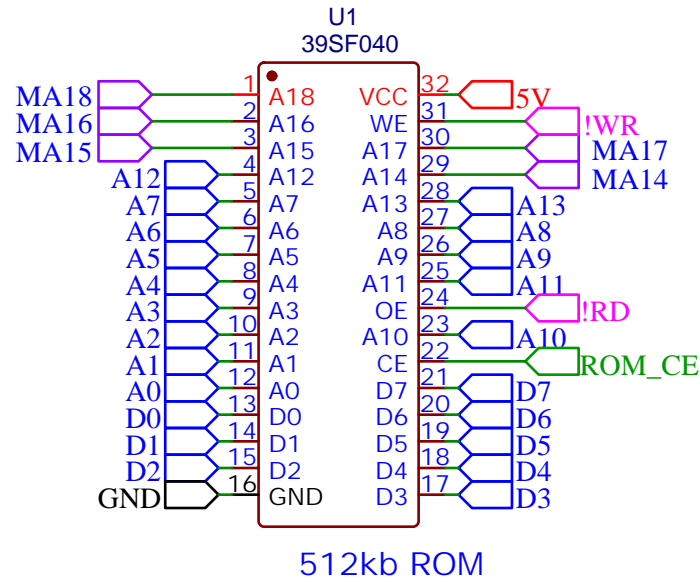 U1
39SF040
MA18 1 A18 VCC 32 5V
MA16 2 A16 WE 31 !WR
MA15 3 A15 A17 30 MA17
A12 4 A12 A14 29 MA14
A7 5 A7 A13 28 A13
A6 6 A6 A8 27 A8
A5 7 A5 A9 26 A9
A4 8 A4 A11 25 A11
A3 9 A3 OE 24 !RD
A2 10 A2 A10 23 A10
A1 11 A1 CE 22 ROM_CE
A0 12 A0 D7 21 D7
D0 13 D0 D6 20 D6
D1 14 D1 D5 19 D5
D2 15 D2 D4 18 D4
GND 16 GND D3 17 D3
512kb ROM